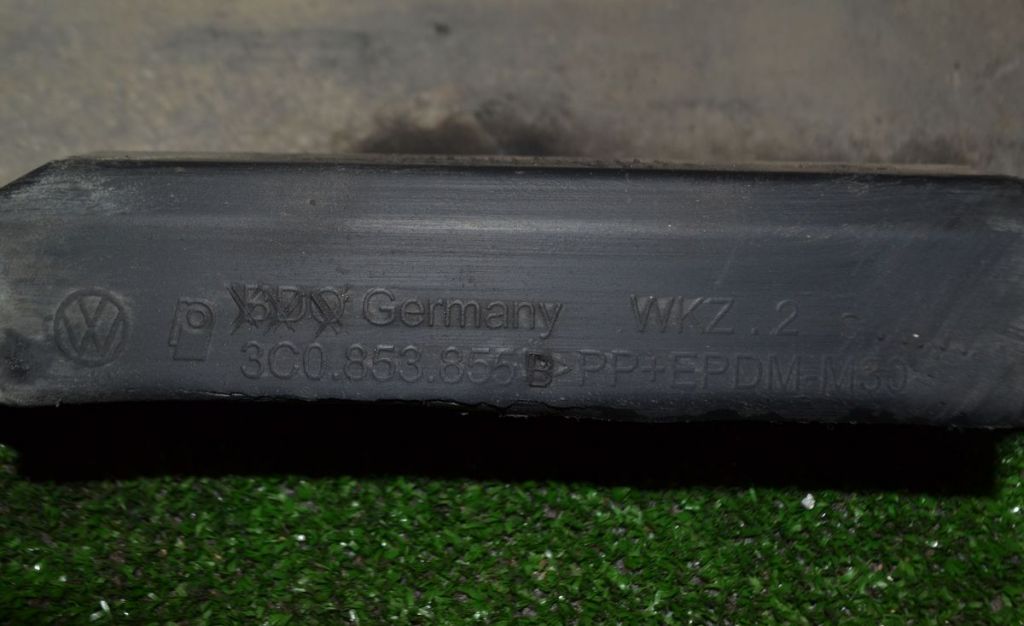 Germany WKZ.2
3C0.853.855 B >PP+EPDM-M30<